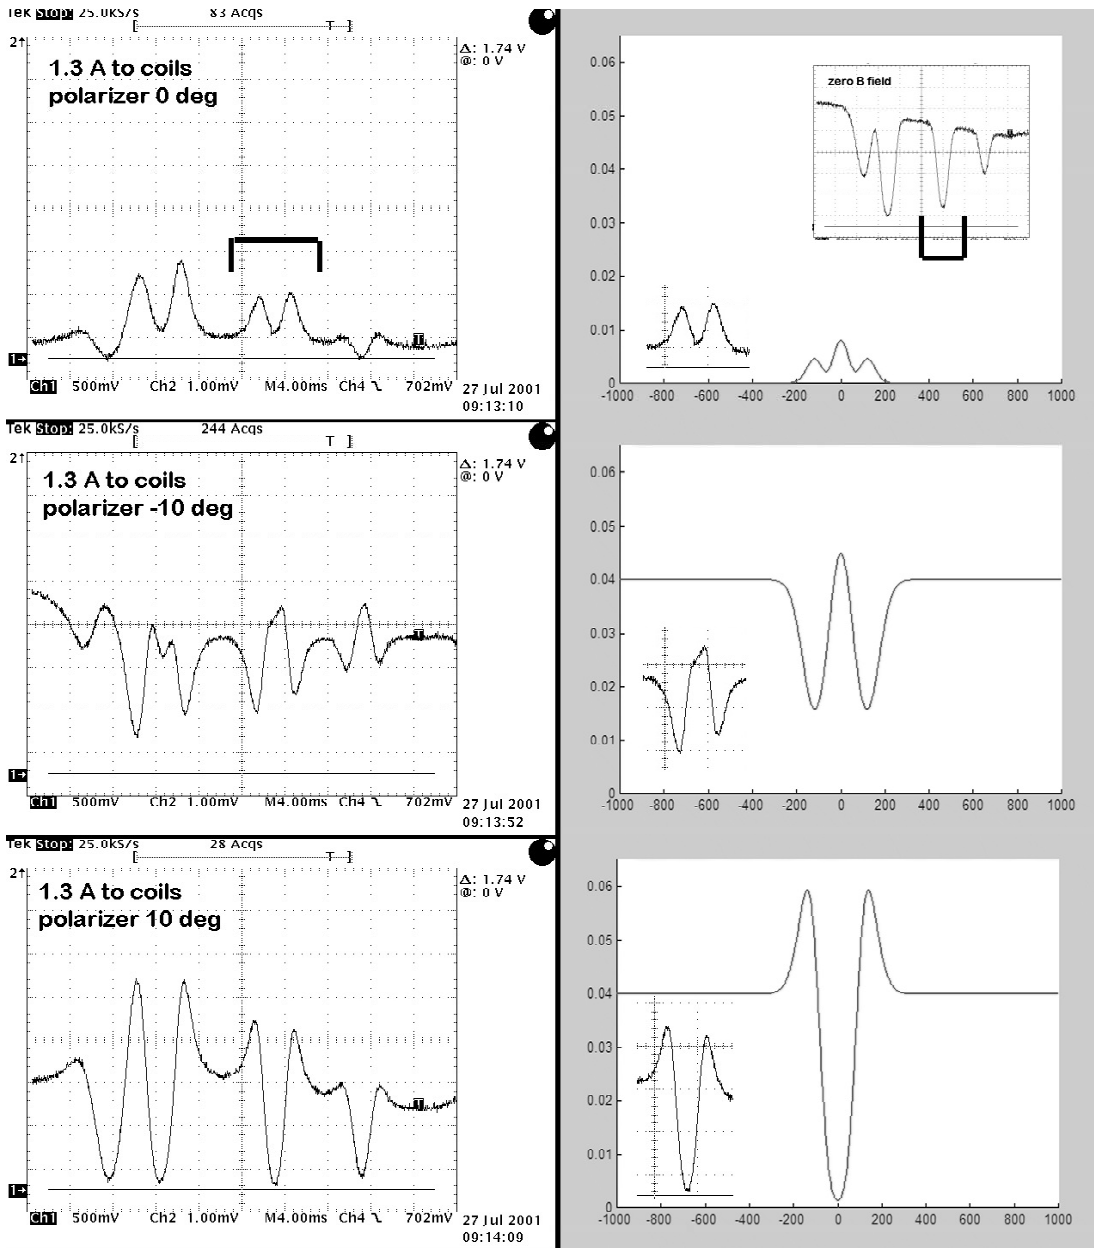 Tek Stop: 25.0kS/s 83 Acqs
[ T ]
2↑
Δ: 1.74 V
@: 0 V
1.3 A to coils
polarizer 0 deg
T
1→
Ch1 500mV Ch2 1.00mV M4.00ms Ch4 ↴ 702mV
27 Jul 2001
09:13:10
0.06
0.05
0.04
0.03
0.02
0.01
0
zero B field
-1000 -800 -600 -400 -200 0 200 400 600 800 1000
Tek Stop: 25.0kS/s 244 Acqs
[ T ]
2↑
Δ: 1.74 V
@: 0 V
1.3 A to coils
polarizer -10 deg
T
1→
Ch1 500mV Ch2 1.00mV M4.00ms Ch4 ↴ 702mV
27 Jul 2001
09:13:52
0.06
0.05
0.04
0.03
0.02
0.01
0
-1000 -800 -600 -400 -200 0 200 400 600 800 1000
Tek Stop: 25.0kS/s 28 Acqs
[ T ]
2↑
Δ: 1.74 V
@: 0 V
1.3 A to coils
polarizer 10 deg
T
1→
Ch1 500mV Ch2 1.00mV M4.00ms Ch4 ↴ 702mV
27 Jul 2001
09:14:09
0.06
0.05
0.04
0.03
0.02
0.01
0
-1000 -800 -600 -400 -200 0 200 400 600 800 1000